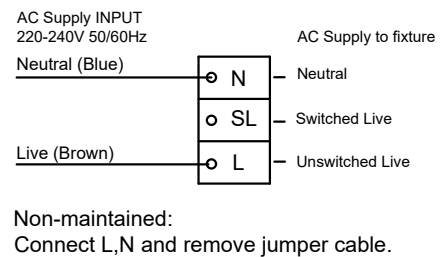 AC Supply INPUT
220-240V 50/60Hz
AC Supply to fixture
Neutral (Blue)
N
Neutral
SL
Switched Live
Live (Brown)
L
Unswitched Live
Non-maintained:
Connect L,N and remove jumper cable.